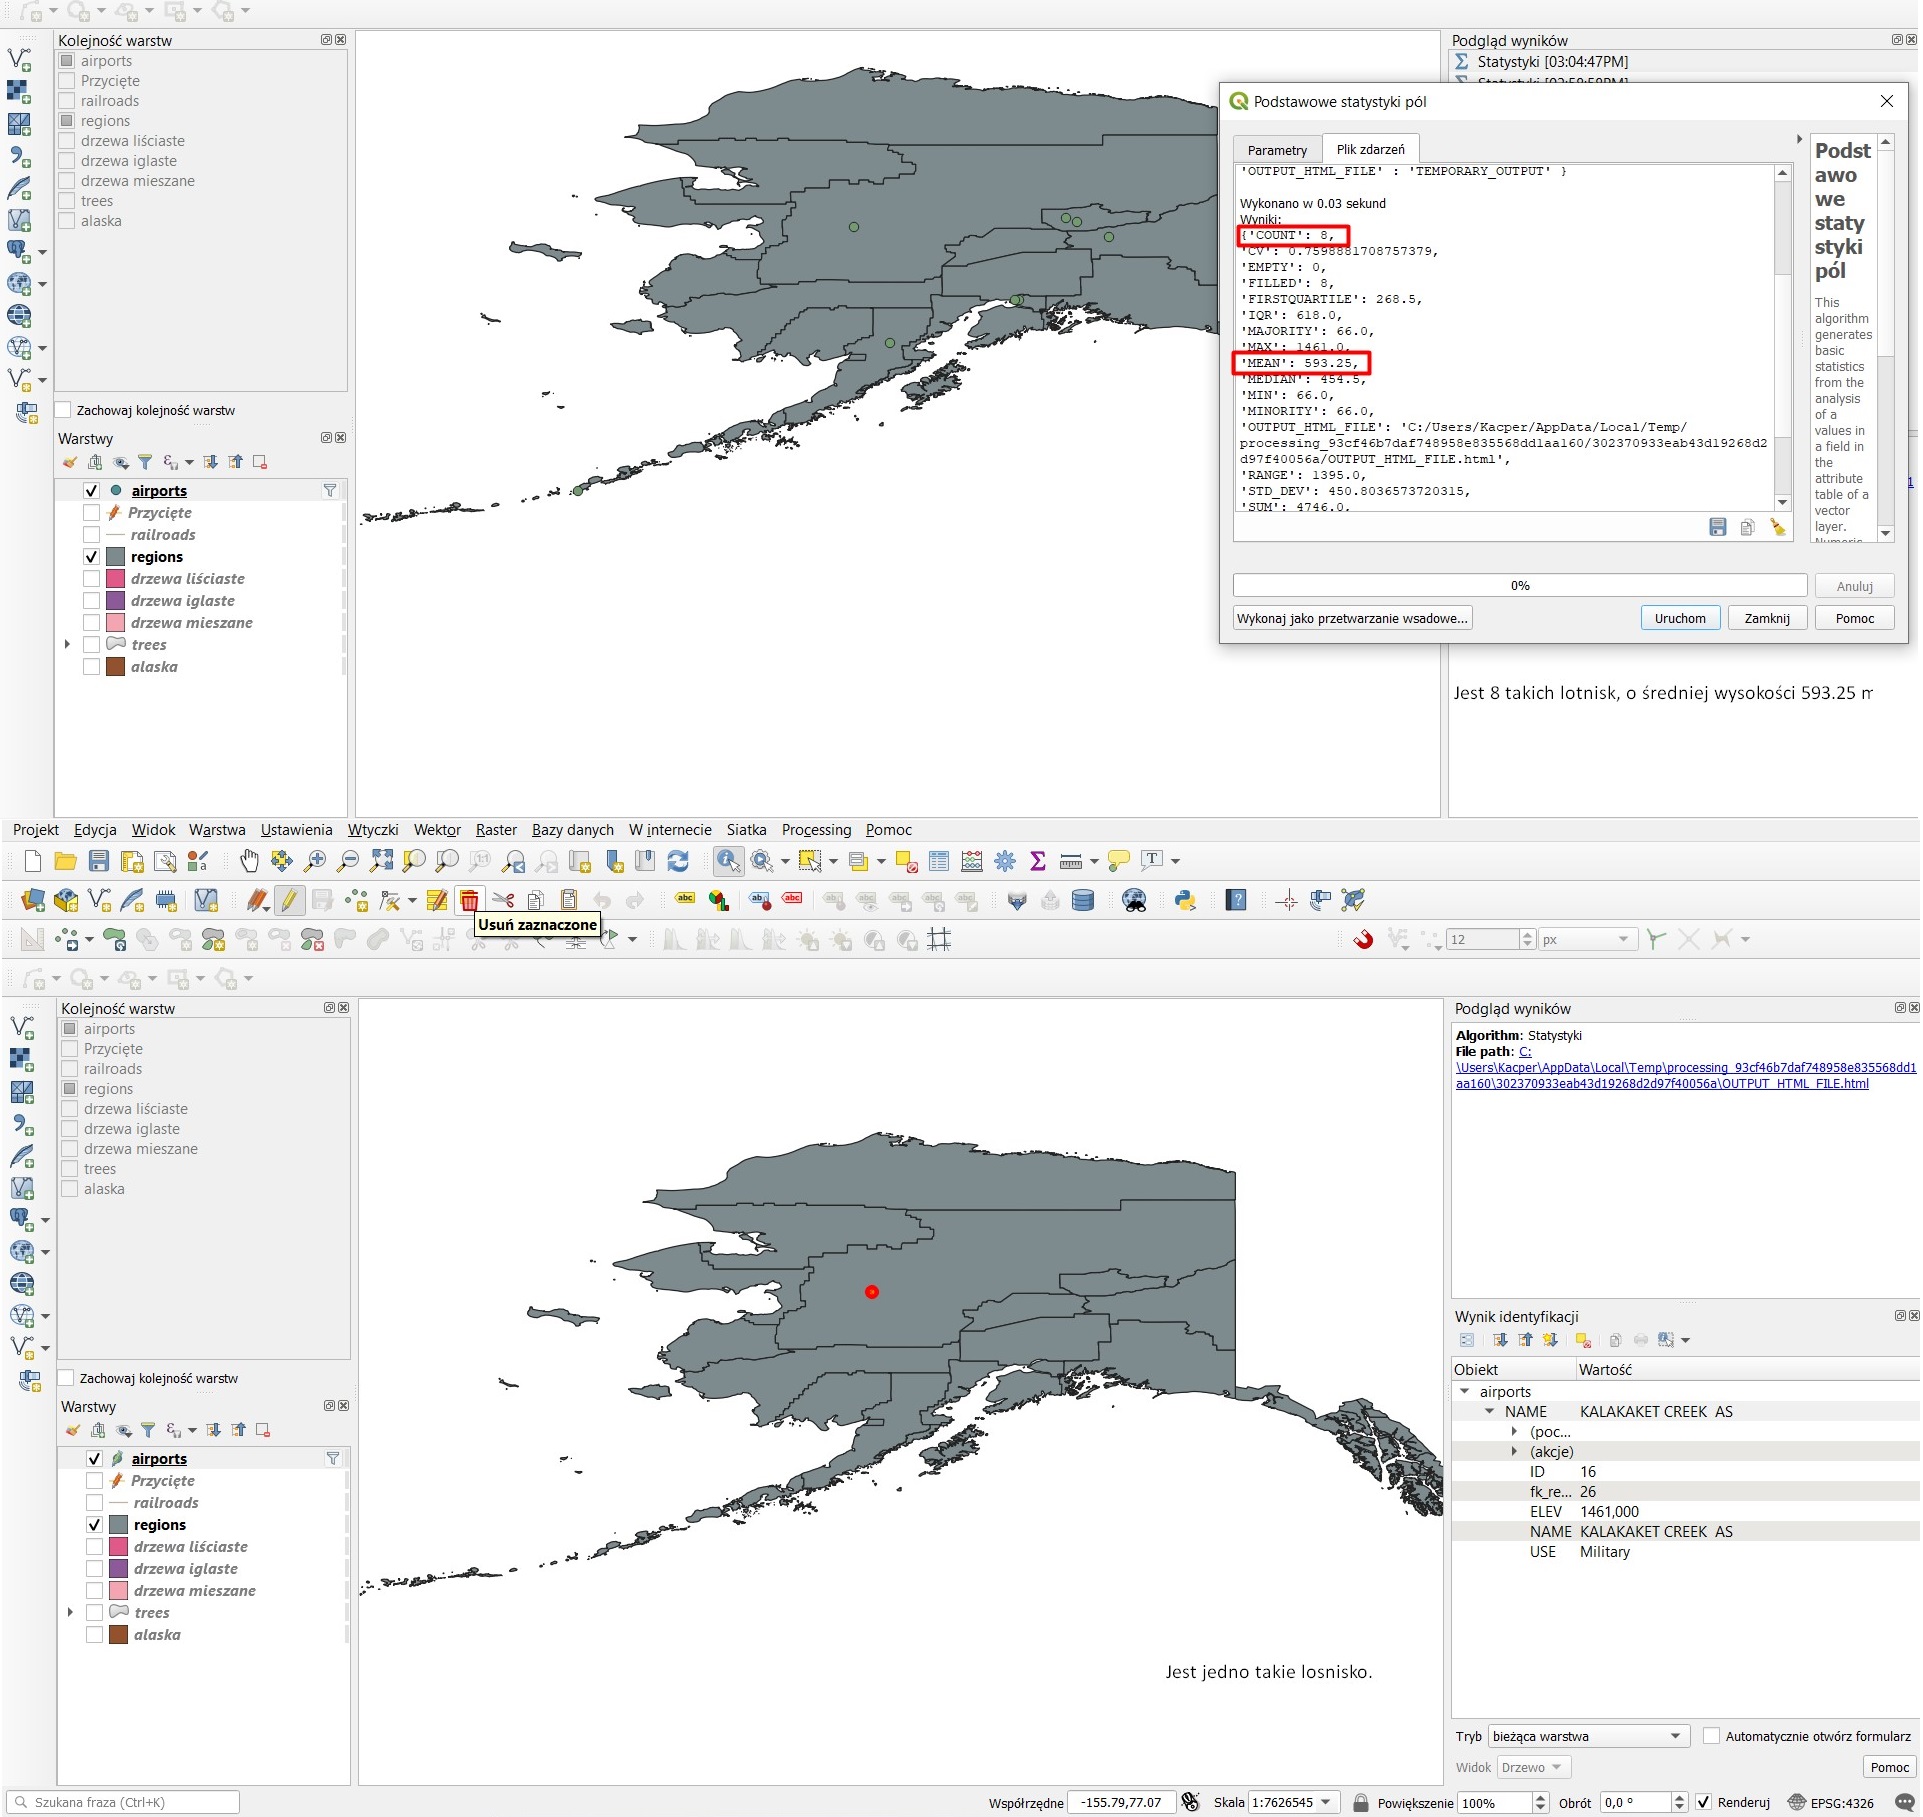 Kolejność warstw
airports
Przycięte
railroads
regions
drzewa liściaste
drzewa iglaste
drzewa mieszane
trees
alaska
Zachowaj kolejność warstw
Warstwy
airports
Przycięte
railroads
regions
drzewa liściaste
drzewa iglaste
drzewa mieszane
trees
alaska
Podgląd wyników
Statystyki [03:04:47PM]
Podstawowe statystyki pól
Parametry
Plik zdarzeń
'OUTPUT_HTML_FILE' : 'TEMPORARY_OUTPUT' }
Wykonano w 0.03 sekund
Wyniki:
{'COUNT': 8,
'CV': 0.7598881708757379,
'EMPTY': 0,
'FILLED': 8,
'FIRSTQUARTILE': 268.5,
'IQR': 618.0,
'MAJORITY': 66.0,
'MAX': 1461.0,
'MEAN': 593.25,
'MEDIAN': 454.5,
'MIN': 66.0,
'MINORITY': 66.0,
'OUTPUT_HTML_FILE': 'C:/Users/Kacper/AppData/Local/Temp/
processing_93cf46b7daf748958e835568dd1aa160/302370933eab43d19268d2
d97f40056a/OUTPUT_HTML_FILE.html',
'RANGE': 1395.0,
'STD_DEV': 450.8036573720315,
'SUM': 4746.0,
Podst
awo
we
staty
styki
pól
This
algorithm
generates
basic
statistics
from the
analysis
of a
values in
a field in
the
attribute
table of a
vector
layer.
0%
Anuluj
Wykonaj jako przetwarzanie wsadowe...
Uruchom
Zamknij
Pomoc
Jest 8 takich lotnisk, o średniej wysokości 593.25 m
Projekt Edycja Widok Warstwa Ustawienia Wtyczki Wektor Raster Bazy danych W internecie Siatka Processing Pomoc
Usuń zaznaczone
12
px
Kolejność warstw
airports
Przycięte
railroads
regions
drzewa liściaste
drzewa iglaste
drzewa mieszane
trees
alaska
Zachowaj kolejność warstw
Warstwy
airports
Przycięte
railroads
regions
drzewa liściaste
drzewa iglaste
drzewa mieszane
trees
alaska
Jest jedno takie losnisko.
Podgląd wyników
Algorithm: Statystyki
File path: C:
\Users\Kacper\AppData\Local\Temp\processing_93cf46b7daf748958e835568dd1
aa160\302370933eab43d19268d2d97f40056a\OUTPUT_HTML_FILE.html
Wynik identyfikacji
Obiekt Wartość
airports
NAME KALAKAKET CREEK AS
(poc...
(akcje)
ID 16
fk_re... 26
ELEV 1461,000
NAME KALAKAKET CREEK AS
USE Military
Tryb bieżąca warstwa Automatycznie otwórz formularz
Widok Drzewo Pomoc
Szukana fraza (Ctrl+K) Współrzędne -155.79,77.07 Skala 1:7626545 Powiększenie 100% Obrót 0,0 ° Renderuj EPSG:4326